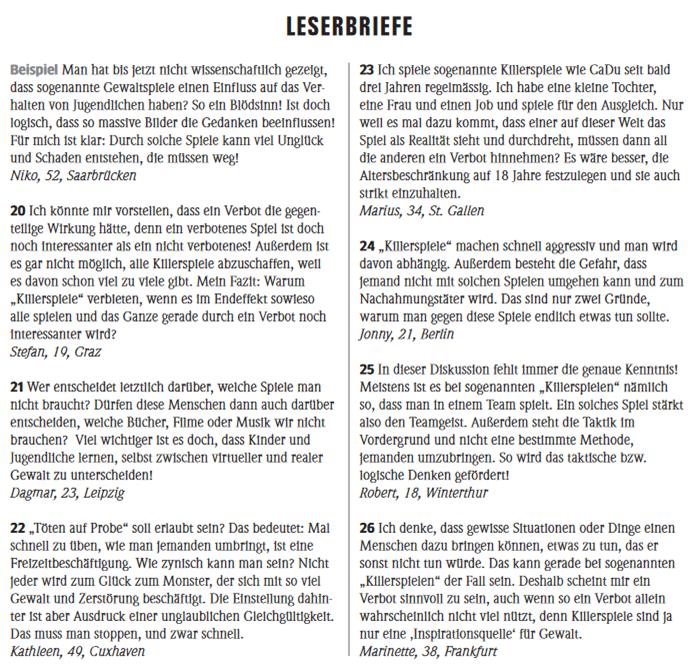 LESERBRIEFE
Beispiel Man hat bis jetzt nicht wissenschaftlich gezeigt,
dass sogenannte Gewaltspiele einen Einfluss auf das Ver-
halten von Jugendlichen haben? So ein Blödsinn! Ist doch
logisch, dass so massive Bilder die Gedanken beeinflussen!
Für mich ist klar: Durch solche Spiele kann viel Unglück
und Schaden entstehen, die müssen weg!
Niko, 52, Saarbrücken
20 Ich könnte mir vorstellen, dass ein Verbot die gegen-
teilige Wirkung hätte, denn ein verbotenes Spiel ist doch
noch interessanter als ein nicht verbotenes! Außerdem ist
es gar nicht möglich, alle Killerspiele abzuschaffen, weil
es davon schon viel zu viele gibt. Mein Fazit: Warum
„Killerspiele“ verbieten, wenn es im Endeffekt sowieso
alle spielen und das Ganze gerade durch ein Verbot noch
interessanter wird?
Stefan, 19, Graz
21 Wer entscheidet letztlich darüber, welche Spiele man
nicht braucht? Dürfen diese Menschen dann auch darüber
entscheiden, welche Bücher, Filme oder Musik wir nicht
brauchen? Viel wichtiger ist es doch, dass Kinder und
Jugendliche lernen, selbst zwischen virtueller und realer
Gewalt zu unterscheiden!
Dagmar, 23, Leipzig
22 „Töten auf Probe“ soll erlaubt sein? Das bedeutet: Mal
schnell zu üben, wie man jemanden umbringt, ist eine
Freizeitbeschäftigung. Wie zynisch kann man sein? Nicht
jeder wird zum Glück zum Monster, der sich mit so viel
Gewalt und Zerstörung beschäftigt. Die Einstellung dahin-
ter ist aber Ausdruck einer unglaublichen Gleichgültigkeit.
Das muss man stoppen, und zwar schnell.
Kathleen, 49, Cuxhaven
23 Ich spiele sogenannte Killerspiele wie CaDu seit bald
drei Jahren regelmässig. Ich habe eine kleine Tochter,
eine Frau und einen Job und spiele für den Ausgleich. Nur
weil es mal dazu kommt, dass einer auf dieser Welt das
Spiel als Realität sieht und durchdreht, müssen dann all
die anderen ein Verbot hinnehmen? Es wäre besser, die
Altersbeschränkung auf 18 Jahre festzulegen und sie auch
strikt einzuhalten.
Marius, 34, St. Gallen
24 „Killerspiele“ machen schnell aggressiv und man wird
davon abhängig. Außerdem besteht die Gefahr, dass
jemand nicht mit solchen Spielen umgehen kann und zum
Nachahmungstäter wird. Das sind nur zwei Gründe,
warum man gegen diese Spiele endlich etwas tun sollte.
Jonny, 21, Berlin
25 In dieser Diskussion fehlt immer die genaue Kenntnis!
Meistens ist es bei sogenannten „Killerspielen“ nämlich
so, dass man in einem Team spielt. Ein solches Spiel stärkt
also den Teamgeist. Außerdem steht die Taktik im
Vordergrund und nicht eine bestimmte Methode,
jemanden umzubringen. So wird das taktische bzw.
logische Denken gefördert!
Robert, 18, Winterthur
26 Ich denke, dass gewisse Situationen oder Dinge einen
Menschen dazu bringen können, etwas zu tun, das er
sonst nicht tun würde. Das kann gerade bei sogenannten
„Killerspielen“ der Fall sein. Deshalb scheint mir ein
Verbot sinnvoll zu sein, auch wenn so ein Verbot allein
wahrscheinlich nicht viel nützt, denn Killerspiele sind ja
nur eine ‚Inspirationsquelle‘ für Gewalt.
Marinette, 38, Frankfurt